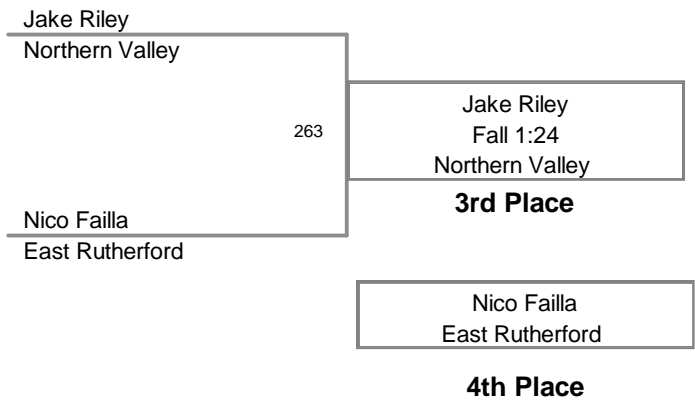 Jake Riley
Northern Valley
263
Jake Riley
Fall 1:24
Northern Valley
3rd Place
Nico Failla
East Rutherford
Nico Failla
East Rutherford
4th Place